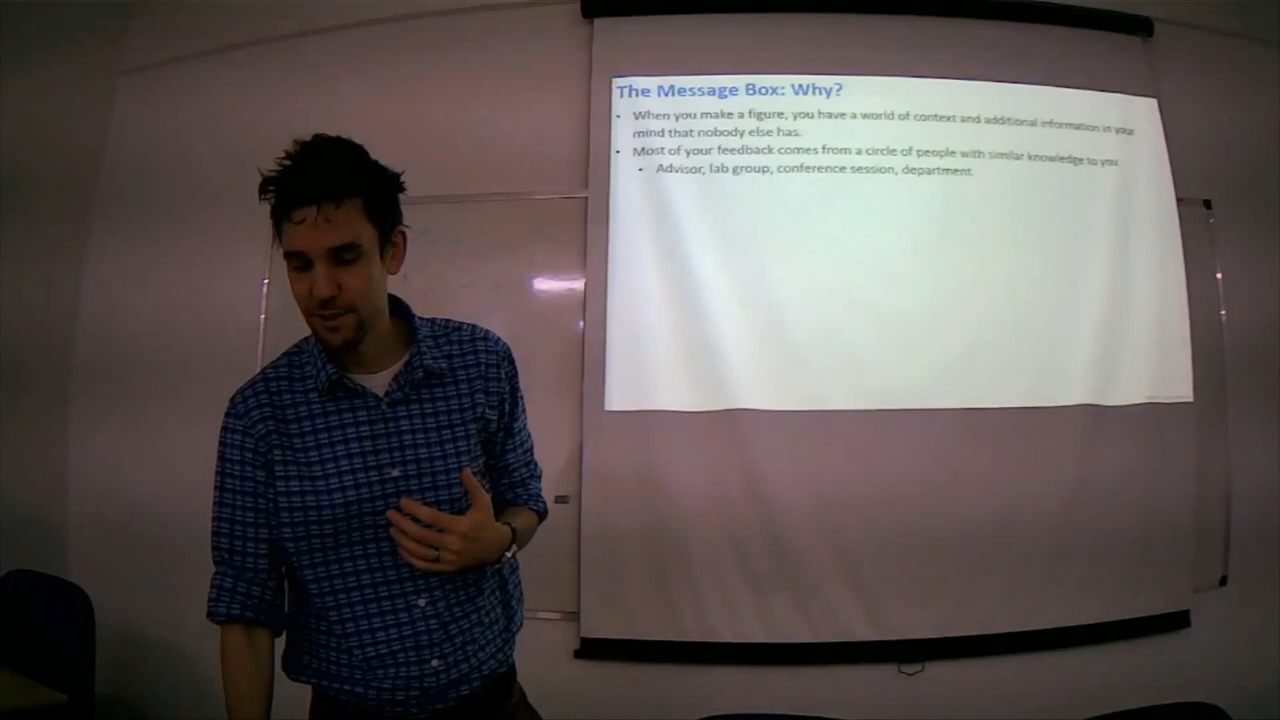 The Message Box: Why?
• When you make a figure, you have a world of context and additional information in your
mind that nobody else has.
• Most of your feedback comes from a circle of people with similar knowledge to you
• Advisor, lab group, conference session, department